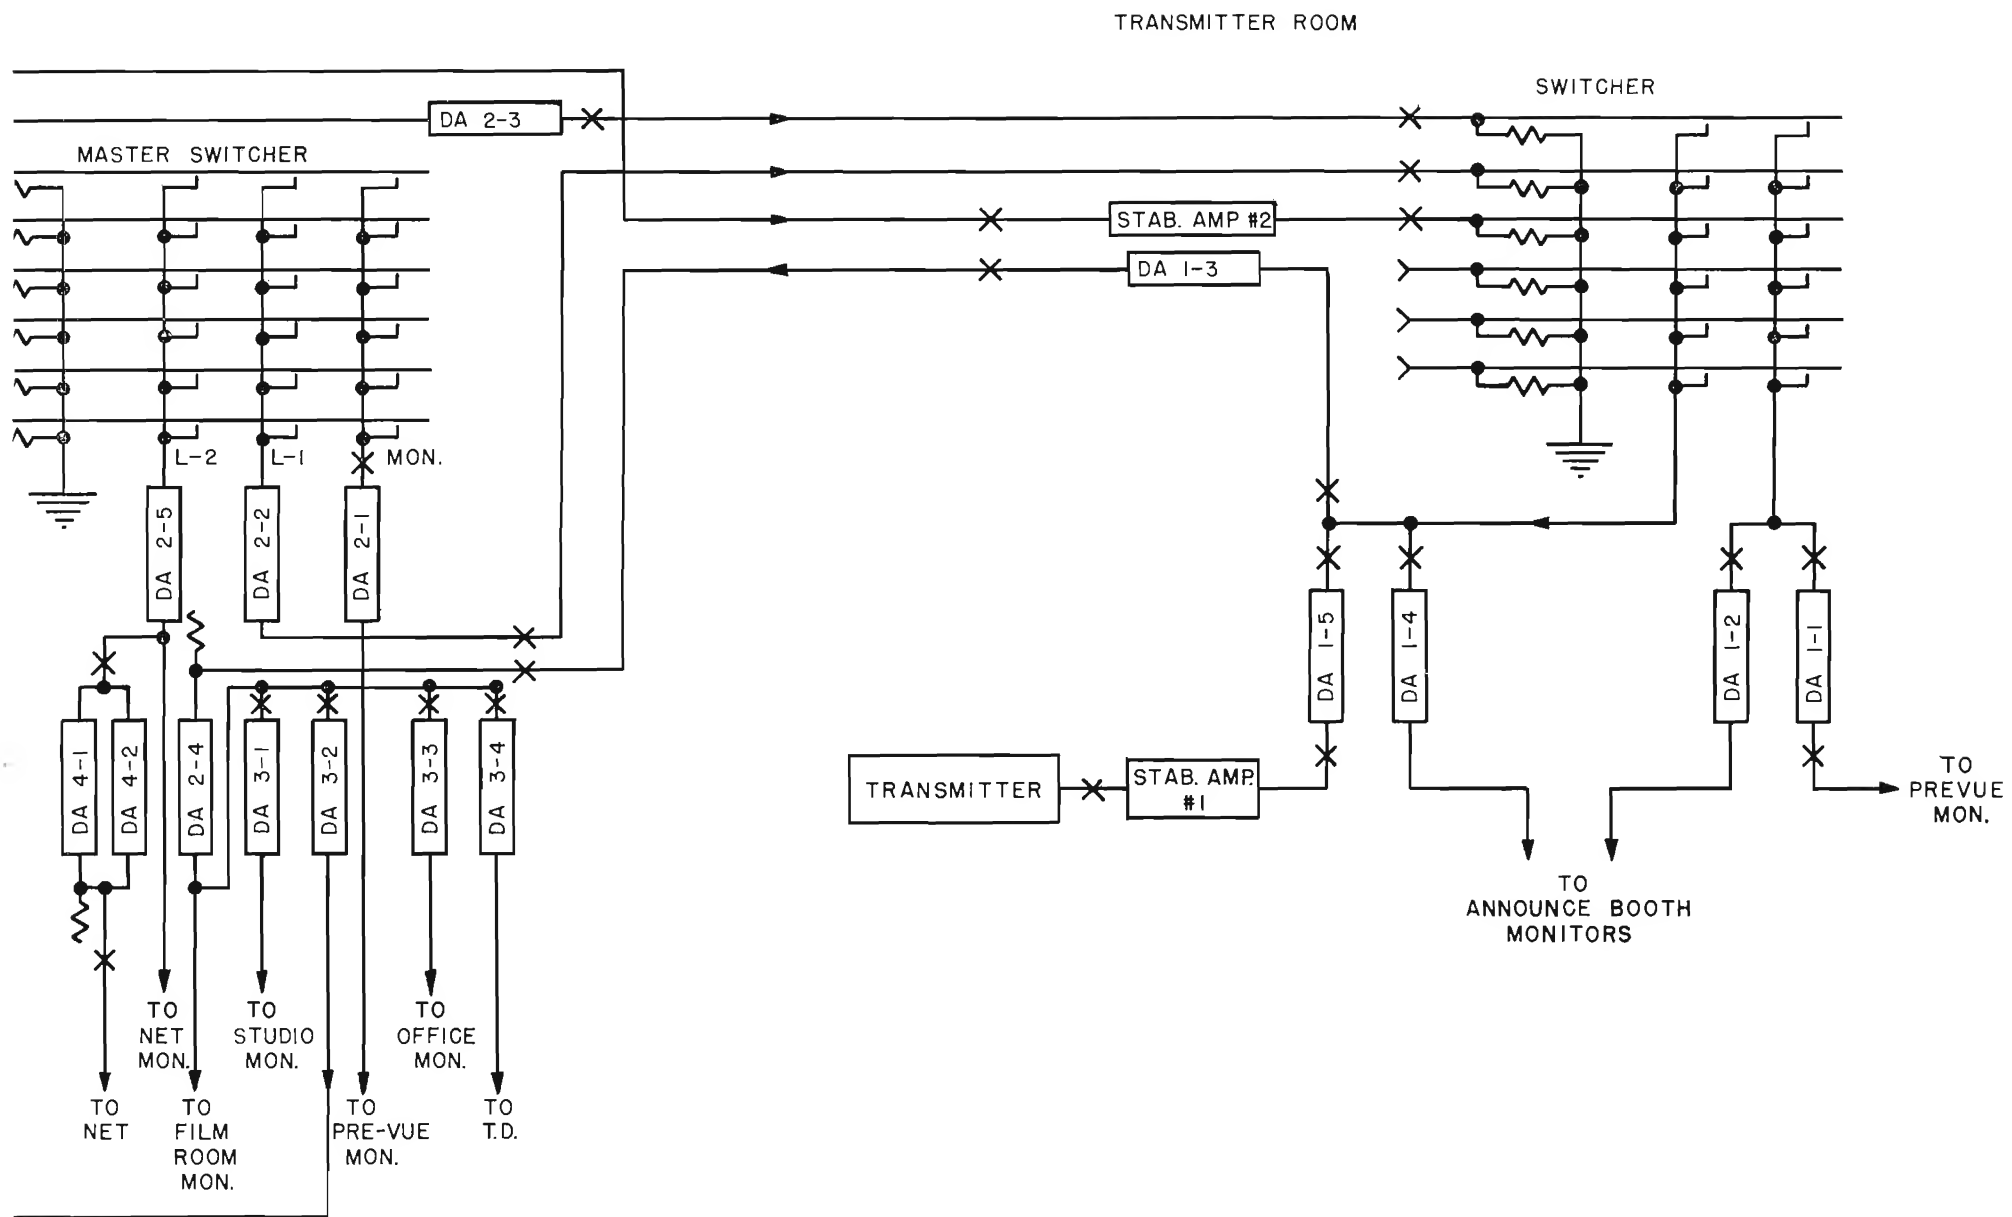 TRANSMITTER ROOM
SWITCHER
DA 2-3
MASTER SWITCHER
STAB. AMP #2
DA 1-3
L-2
L-1
MON.
DA 2-5
DA 2-2
DA 2-1
DA 1-5
DA 1-4
DA 1-2
DA 1-1
DA 4-1
DA 4-2
DA 2-4
DA 3-1
DA 3-2
DA 3-3
DA 3-4
TRANSMITTER
STAB. AMP.
#1
TO
PREVUE
MON.
TO
ANNOUNCE BOOTH
MONITORS
TO
NET
MON.
TO
STUDIO
MON.
TO
OFFICE
MON.
TO
NET
TO
FILM
ROOM
MON.
TO
PRE-VUE
MON.
TO
T.D.